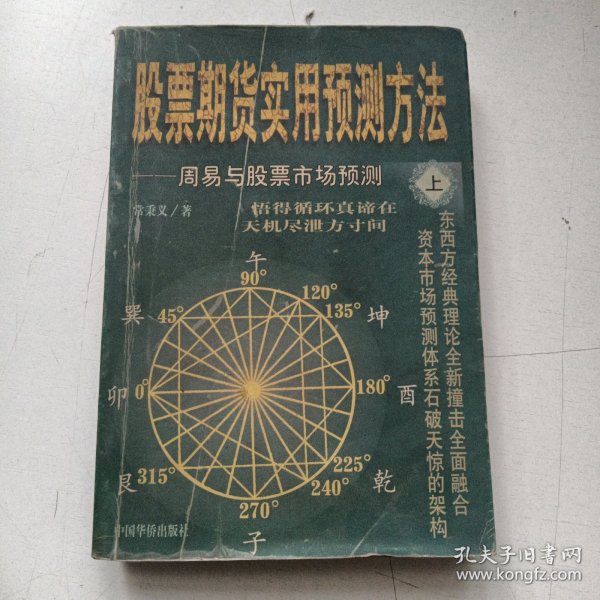 股票期货实用预测方法
——周易与股票市场预测
上
常秉义/著
悟得循环真谛在
天机尽泄方寸间
东西方经典理论全新撞击全面融合
资本市场预测体系石破天惊的架构
午
90°
120°
135°
坤
巽
45°
卯
0°
180°
酉
艮
315°
225°
240°
乾
270°
子
中国华侨出版社
孔夫子旧书网
www.kongfz.com